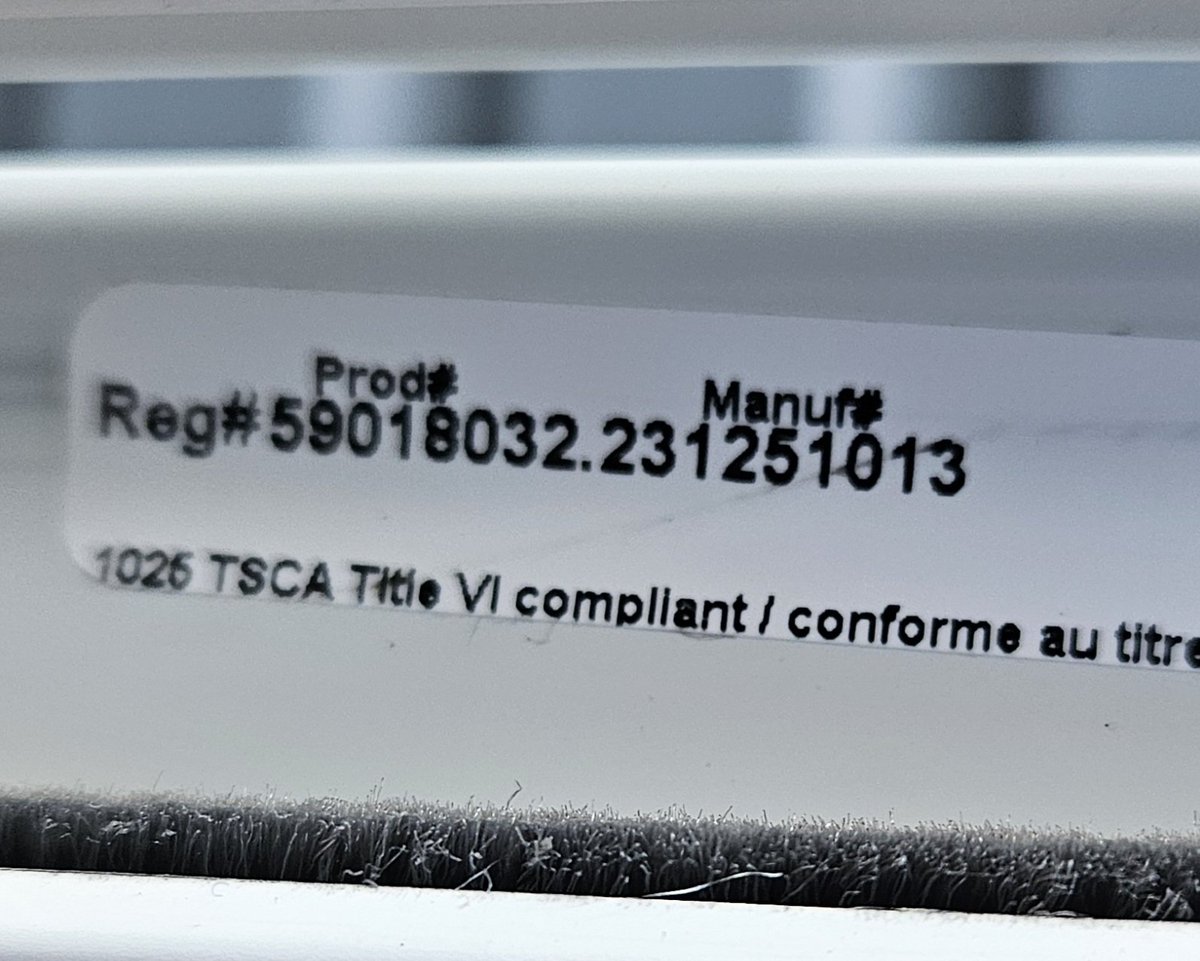 Prod# Manuf#
Reg#59018032.231251013
1026 TSCA Title VI compliant / conforme au titre